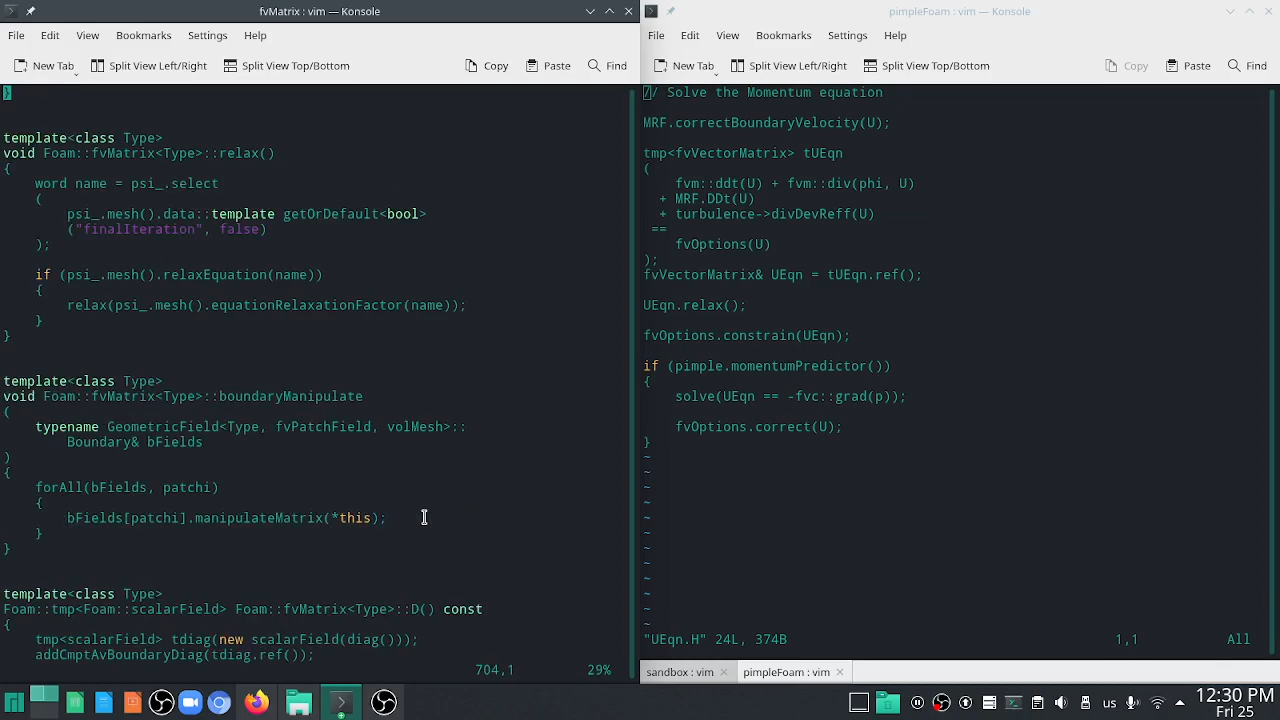 fvMatrix : vim — Konsole
File Edit View Bookmarks Settings Help
New Tab Split View Left/Right Split View Top/Bottom Copy Paste Find
}
template<class Type>
void Foam::fvMatrix<Type>::relax()
{
word name = psi_.select
(
psi_.mesh().data::template getOrDefault<bool>
("finalIteration", false)
);
if (psi_.mesh().relaxEquation(name))
{
relax(psi_.mesh().equationRelaxationFactor(name));
}
}
template<class Type>
void Foam::fvMatrix<Type>::boundaryManipulate
(
typename GeometricField<Type, fvPatchField, volMesh>::
Boundary& bFields
)
{
forAll(bFields, patchi)
{
bFields[patchi].manipulateMatrix(*this);
}
}
template<class Type>
Foam::tmp<Foam::scalarField> Foam::fvMatrix<Type>::D() const
{
tmp<scalarField> tdiag(new scalarField(diag()));
addCmptAvBoundaryDiag(tdiag.ref());
704,1 29%
pimpleFoam : vim — Konsole
File Edit View Bookmarks Settings Help
New Tab Split View Left/Right Split View Top/Bottom Copy Paste Find
// Solve the Momentum equation
MRF.correctBoundaryVelocity(U);
tmp<fvVectorMatrix> tUEqn
(
fvm::ddt(U) + fvm::div(phi, U)
+ MRF.DDt(U)
+ turbulence->divDevReff(U)
==
fvOptions(U)
);
fvVectorMatrix& UEqn = tUEqn.ref();
UEqn.relax();
fvOptions.constrain(UEqn);
if (pimple.momentumPredictor())
{
solve(UEqn == -fvc::grad(p));
fvOptions.correct(U);
}
~
~
~
~
~
~
~
~
~
~
~
~
"UEqn.H" 24L, 374B 1,1 All
sandbox : vim pimpleFoam : vim
us 12:30 PM
Fri 25